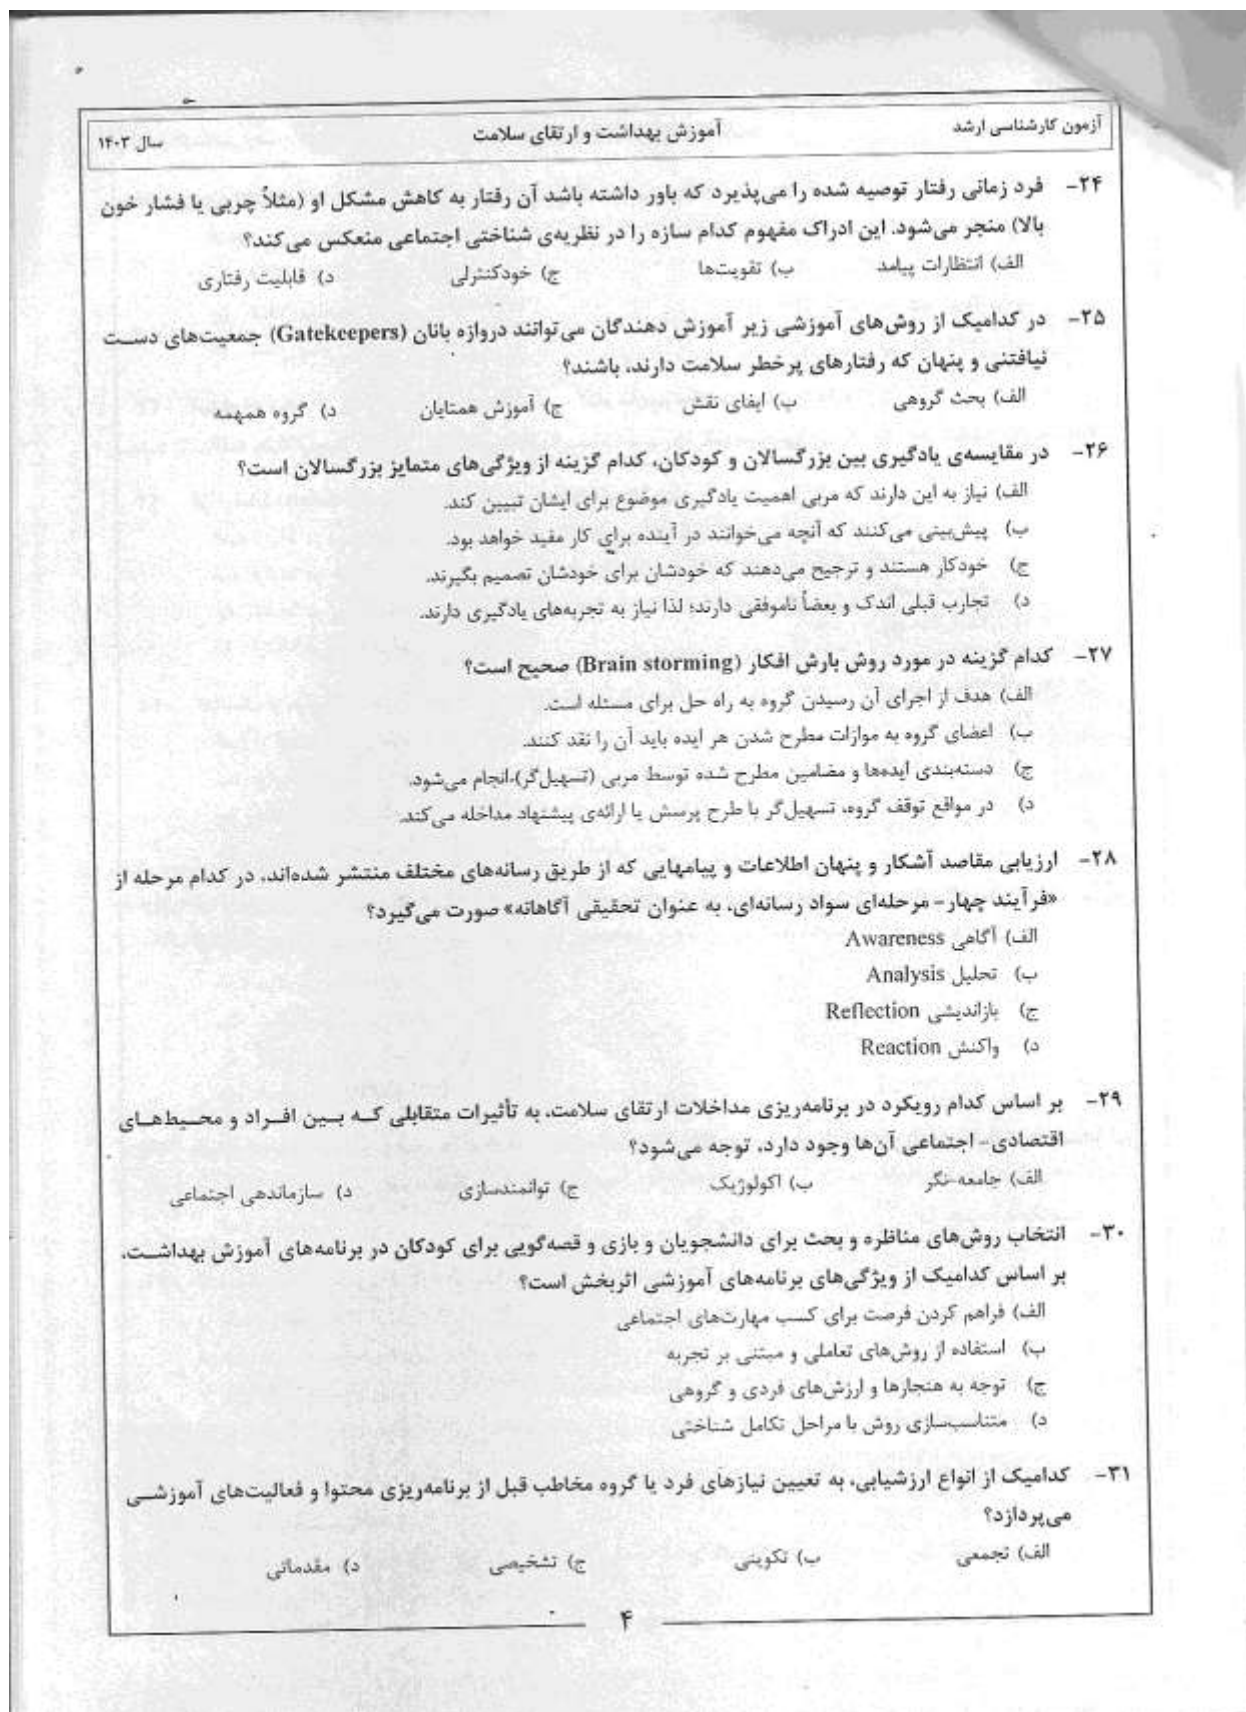 آزمون کارشناسی ارشد آموزش بهداشت و ارتقای سلامت سال ۱۴۰۳
۲۴- فرد زمانی رفتار توصیه شده را می‌پذیرد که باور داشته باشد آن رفتار به کاهش مشکل او (مثلاً چربی یا فشار خون
بالا) منجر می‌شود. این ادراک مفهوم کدام سازه را در نظریه‌ی شناختی اجتماعی منعکس می‌کند؟
الف) انتظارات پیامد ب) تقویت‌ها ج) خودکنترلی د) قابلیت رفتاری
۲۵- در کدامیک از روش‌های آموزشی زیر آموزش دهندگان می‌توانند دروازه بانان (Gatekeepers) جمعیت‌های دست
نیافتنی و پنهان که رفتارهای پرخطر سلامت دارند، باشند؟
الف) بحث گروهی ب) ایفای نقش ج) آموزش همتایان د) گروه همهمه
۲۶- در مقایسه‌ی یادگیری بین بزرگسالان و کودکان، کدام گزینه از ویژگی‌های متمایز بزرگسالان است؟
الف) نیاز به این دارند که مربی اهمیت یادگیری موضوع برای ایشان تبیین کند.
ب) پیش‌بینی می‌کنند که آنچه می‌خوانند در آینده برای کار مفید خواهد بود.
ج) خودکار هستند و ترجیح می‌دهند که خودشان برای خودشان تصمیم بگیرند.
د) تجارب قبلی اندک و بعضاً ناموفقی دارند؛ لذا نیاز به تجربه‌های یادگیری دارند.
۲۷- کدام گزینه در مورد روش بارش افکار (Brain storming) صحیح است؟
الف) هدف از اجرای آن رسیدن گروه به راه حل برای مسئله است.
ب) اعضای گروه به موازات مطرح شدن هر ایده باید آن را نقد کنند.
ج) دسته‌بندی ایده‌ها و مضامین مطرح شده توسط مربی (تسهیل‌گر) انجام می‌شود.
د) در مواقع توقف گروه، تسهیل‌گر با طرح پرسش یا ارائه‌ی پیشنهاد مداخله می‌کند.
۲۸- ارزیابی مقاصد آشکار و پنهان اطلاعات و پیامهایی که از طریق رسانه‌های مختلف منتشر شده‌اند، در کدام مرحله از
«فرآیند چهار- مرحله‌ای سواد رسانه‌ای، به عنوان تحقیقی آگاهانه» صورت می‌گیرد؟
الف) آگاهی Awareness
ب) تحلیل Analysis
ج) بازاندیشی Reflection
د) واکنش Reaction
۲۹- بر اساس کدام رویکرد در برنامه‌ریزی مداخلات ارتقای سلامت، به تأثیرات متقابلی که بین افراد و محیط‌های
اقتصادی- اجتماعی آن‌ها وجود دارد، توجه می‌شود؟
الف) جامعه-نگر ب) اکولوژیک ج) توانمندسازی د) سازماندهی اجتماعی
۳۰- انتخاب روش‌های مناظره و بحث برای دانشجویان و بازی و قصه‌گویی برای کودکان در برنامه‌های آموزش بهداشت،
بر اساس کدامیک از ویژگی‌های برنامه‌های آموزشی اثربخش است؟
الف) فراهم کردن فرصت برای کسب مهارت‌های اجتماعی
ب) استفاده از روش‌های تعاملی و مبتنی بر تجربه
ج) توجه به هنجارها و ارزش‌های فردی و گروهی
د) متناسب‌سازی روش با مراحل تکامل شناختی
۳۱- کدامیک از انواع ارزشیابی، به تعیین نیازهای فرد یا گروه مخاطب قبل از برنامه‌ریزی محتوا و فعالیت‌های آموزشی
می‌پردازد؟
الف) تجمعی ب) تکوینی ج) تشخیصی د) مقدماتی
۴